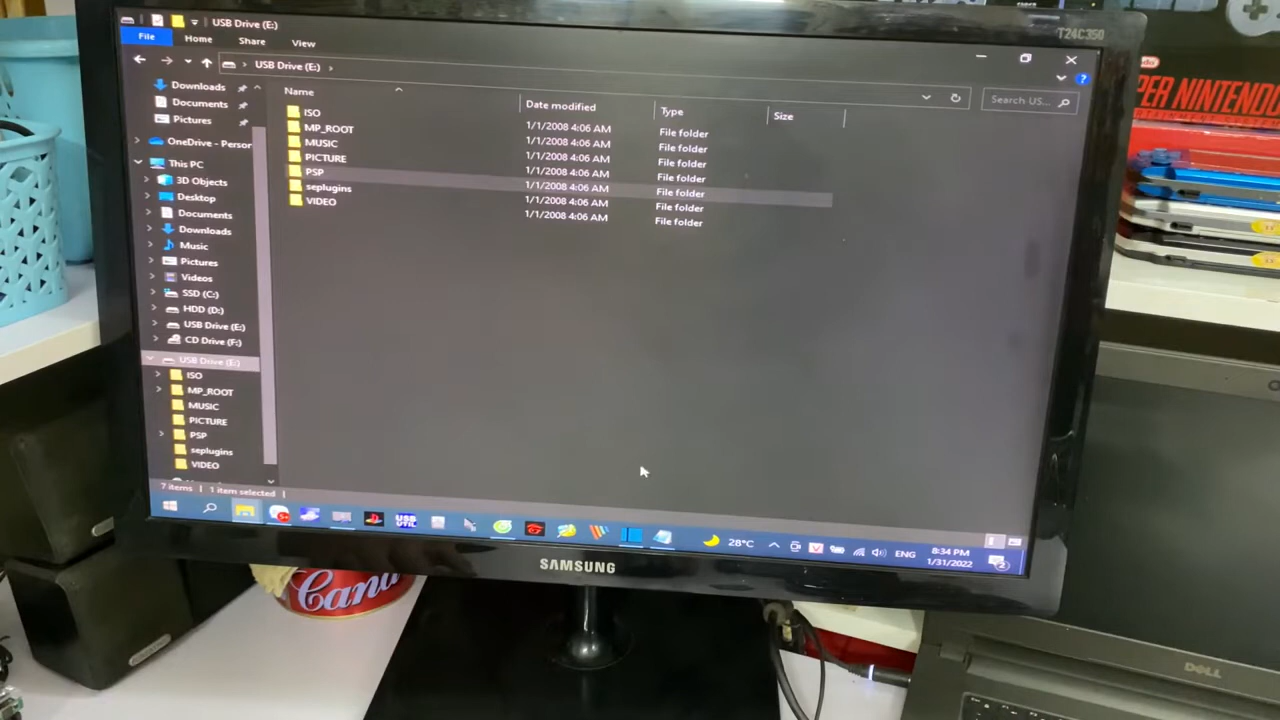 USB Drive (E:)
T24C350
File
Home
Share
View
USB Drive (E:)
Search US...
Downloads
Documents
Pictures
OneDrive - Person
This PC
3D Objects
Desktop
Documents
Downloads
Music
Pictures
Videos
SSD (C:)
HDD (D:)
USB Drive (E:)
CD Drive (F:)
USB Drive (E:)
ISO
MP_ROOT
MUSIC
PICTURE
PSP
seplugins
VIDEO
Name
Date modified
Type
Size
ISO
1/1/2008 4:06 AM
File folder
MP_ROOT
1/1/2008 4:06 AM
File folder
MUSIC
1/1/2008 4:06 AM
File folder
PICTURE
1/1/2008 4:06 AM
File folder
PSP
1/1/2008 4:06 AM
File folder
seplugins
1/1/2008 4:06 AM
File folder
VIDEO
1/1/2008 4:06 AM
File folder
7 items
1 item selected
USB
UTIL
28°C
ENG
8:34 PM
1/31/2022
2
SAMSUNG
PER NINTENDO
DELL